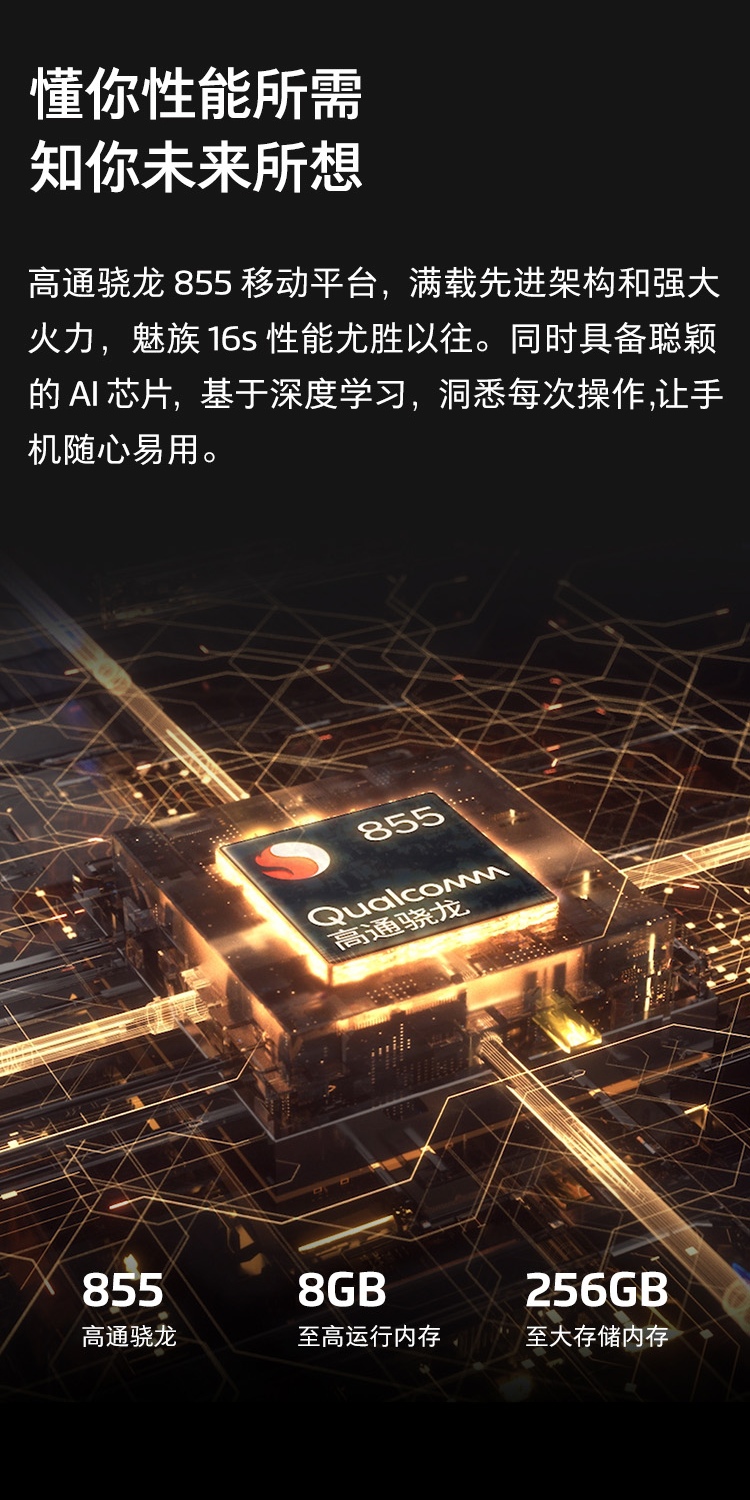 懂你性能所需
知你未来所想
高通骁龙 855 移动平台，满载先进架构和强大
火力，魅族 16s 性能尤胜以往。同时具备聪颖
的 AI 芯片，基于深度学习，洞悉每次操作,让手
机随心易用。
855
Qualcomm
高通骁龙
855
高通骁龙
8GB
至高运行内存
256GB
至大存储内存